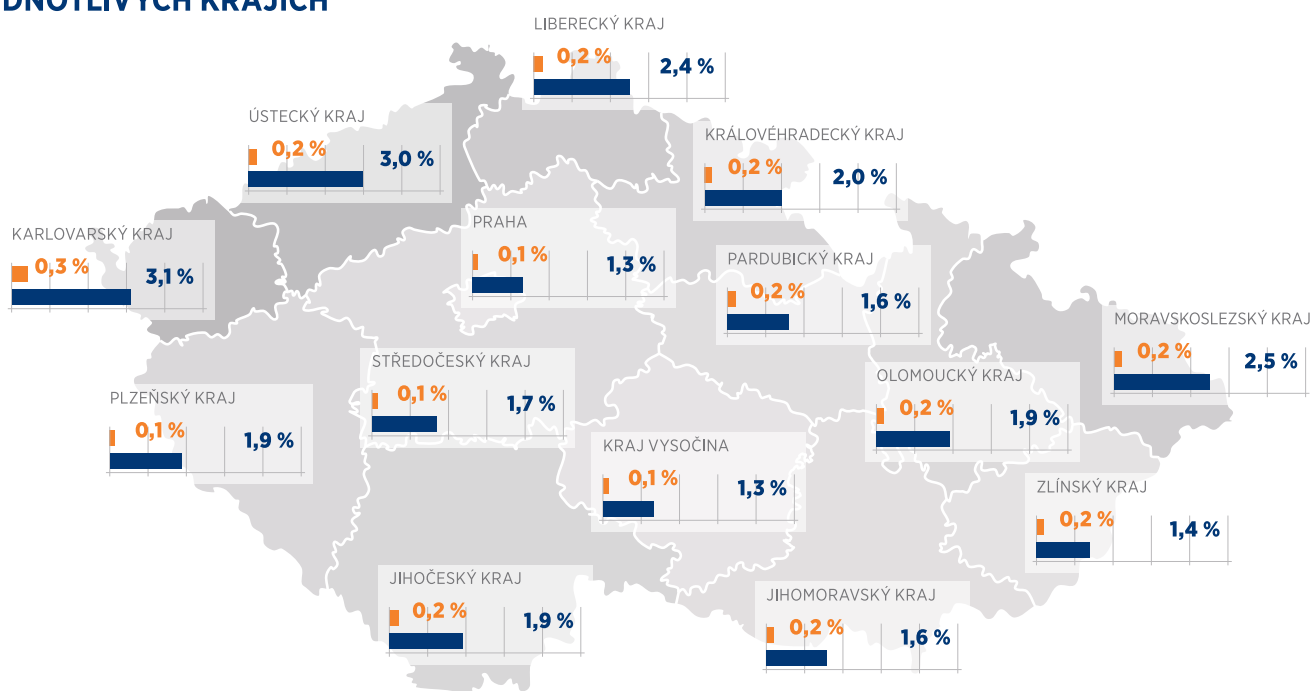 DNOTLIVÝCH KRAJÍCH
LIBERECKÝ KRAJ
0,2 %
2,4 %
ÚSTECKÝ KRAJ
0,2 %
3,0 %
KRÁLOVÉHRADECKÝ KRAJ
0,2 %
2,0 %
KARLOVARSKÝ KRAJ
0,3 %
3,1 %
PRAHA
0,1 %
1,3 %
PARDUBICKÝ KRAJ
0,2 %
1,6 %
MORAVSKOSLEZSKÝ KRAJ
0,2 %
2,5 %
STŘEDOČESKÝ KRAJ
0,1 %
1,7 %
OLOMOUCKÝ KRAJ
0,2 %
1,9 %
PLZEŇSKÝ KRAJ
0,1 %
1,9 %
KRAJ VYSOČINA
0,1 %
1,3 %
ZLÍNSKÝ KRAJ
0,2 %
1,4 %
JIHOČESKÝ KRAJ
0,2 %
1,9 %
JIHOMORAVSKÝ KRAJ
0,2 %
1,6 %